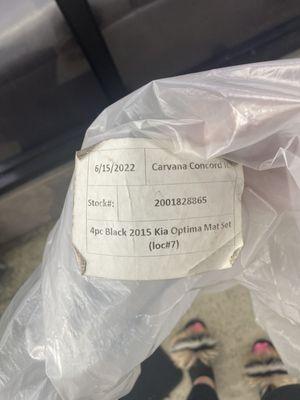 6/15/2022 Carvana Concord
Stock#: 2001828865
4pc Black 2015 Kia Optima Mat Set
(loc#7)